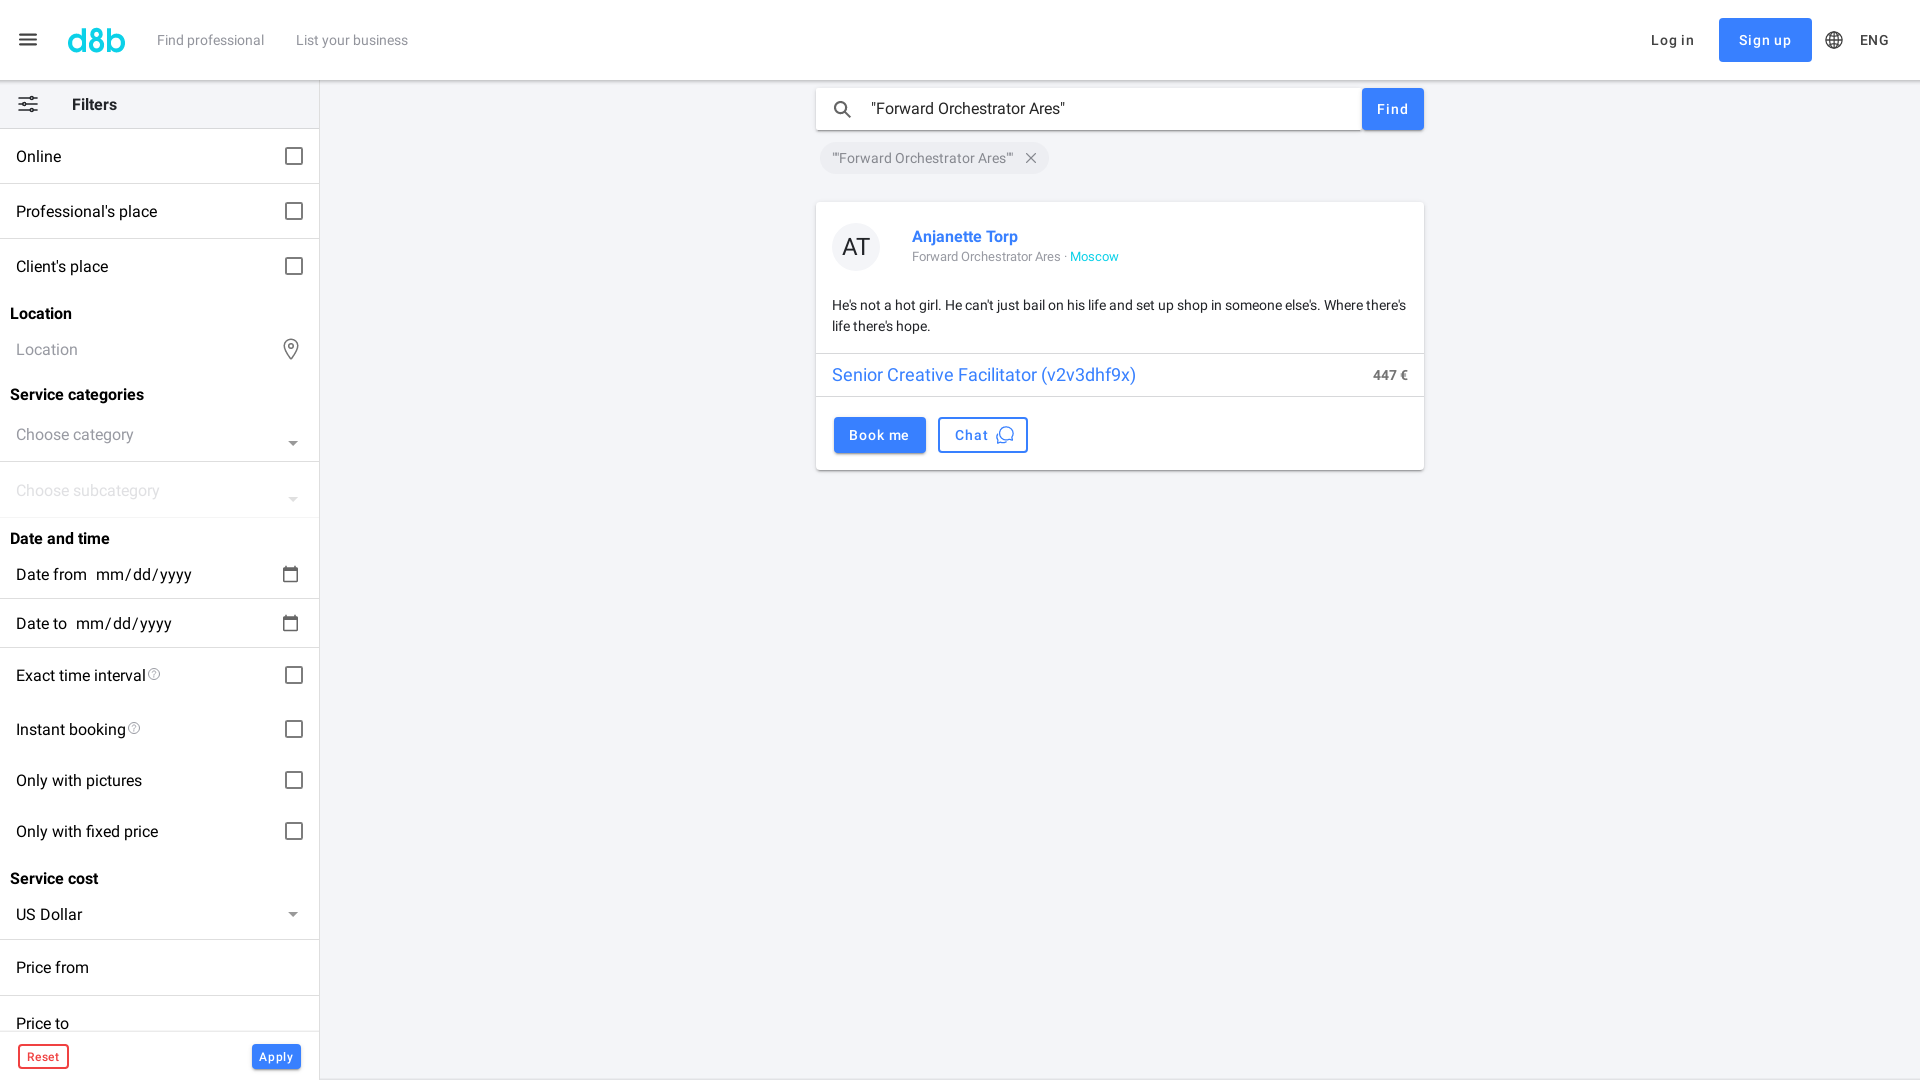 d8b
Find professional
List your business
Log in
Sign up
ENG
Filters
Online
Professional's place
Client's place
Location
Location
Service categories
Choose category
Choose subcategory
Date and time
Date from mm/dd/yyyy
Date to mm/dd/yyyy
Exact time interval
Instant booking
Only with pictures
Only with fixed price
Service cost
US Dollar
Price from
Price to
Reset
Apply
"Forward Orchestrator Ares"
Find
""Forward Orchestrator Ares""
AT
Anjanette Torp
Forward Orchestrator Ares · Moscow
He's not a hot girl. He can't just bail on his life and set up shop in someone else's. Where there's
life there's hope.
Senior Creative Facilitator (v2v3dhf9x)
447 €
Book me
Chat